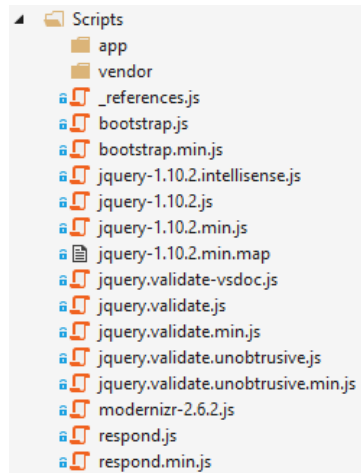 Scripts
app
vendor
_references.js
bootstrap.js
bootstrap.min.js
jquery-1.10.2.intellisense.js
jquery-1.10.2.js
jquery-1.10.2.min.js
jquery-1.10.2.min.map
jquery.validate-vsdoc.js
jquery.validate.js
jquery.validate.min.js
jquery.validate.unobtrusive.js
jquery.validate.unobtrusive.min.js
modernizr-2.6.2.js
respond.js
respond.min.js